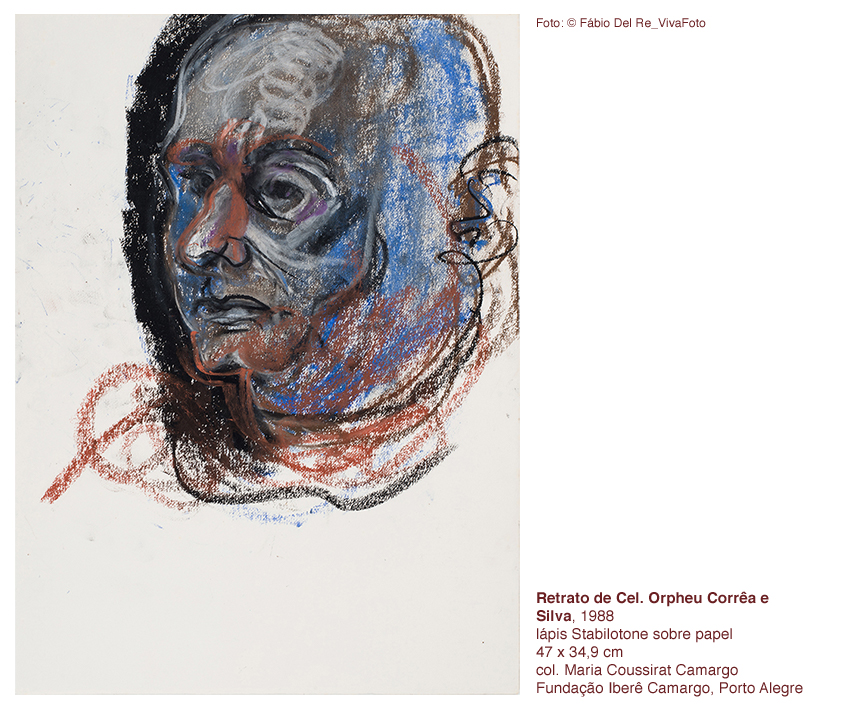 Foto: © Fábio Del Re_VivaFoto
Retrato de Cel. Orpheu Corrêa e
Silva, 1988
lápis Stabilotone sobre papel
47 x 34,9 cm
col. Maria Coussirat Camargo
Fundação Iberê Camargo, Porto Alegre